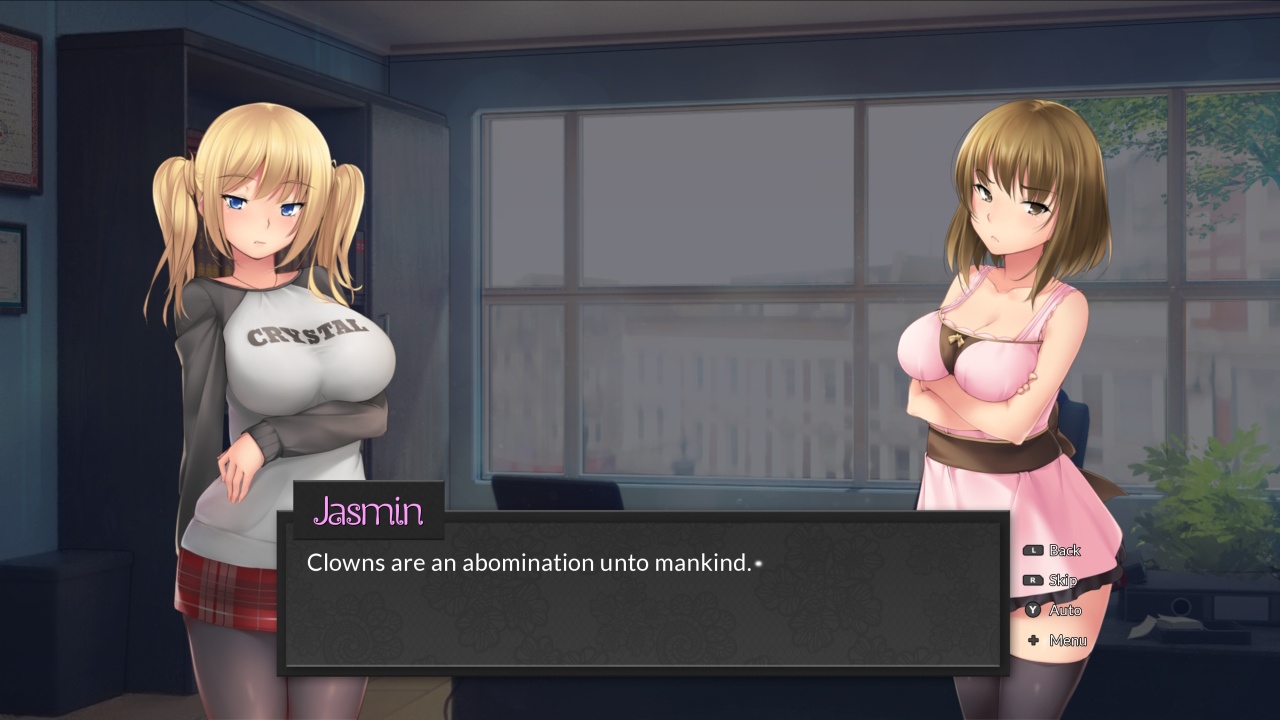 CRYSTAL
Jasmin
Clowns are an abomination unto mankind.
L Back
R Skip
Y Auto
Menu